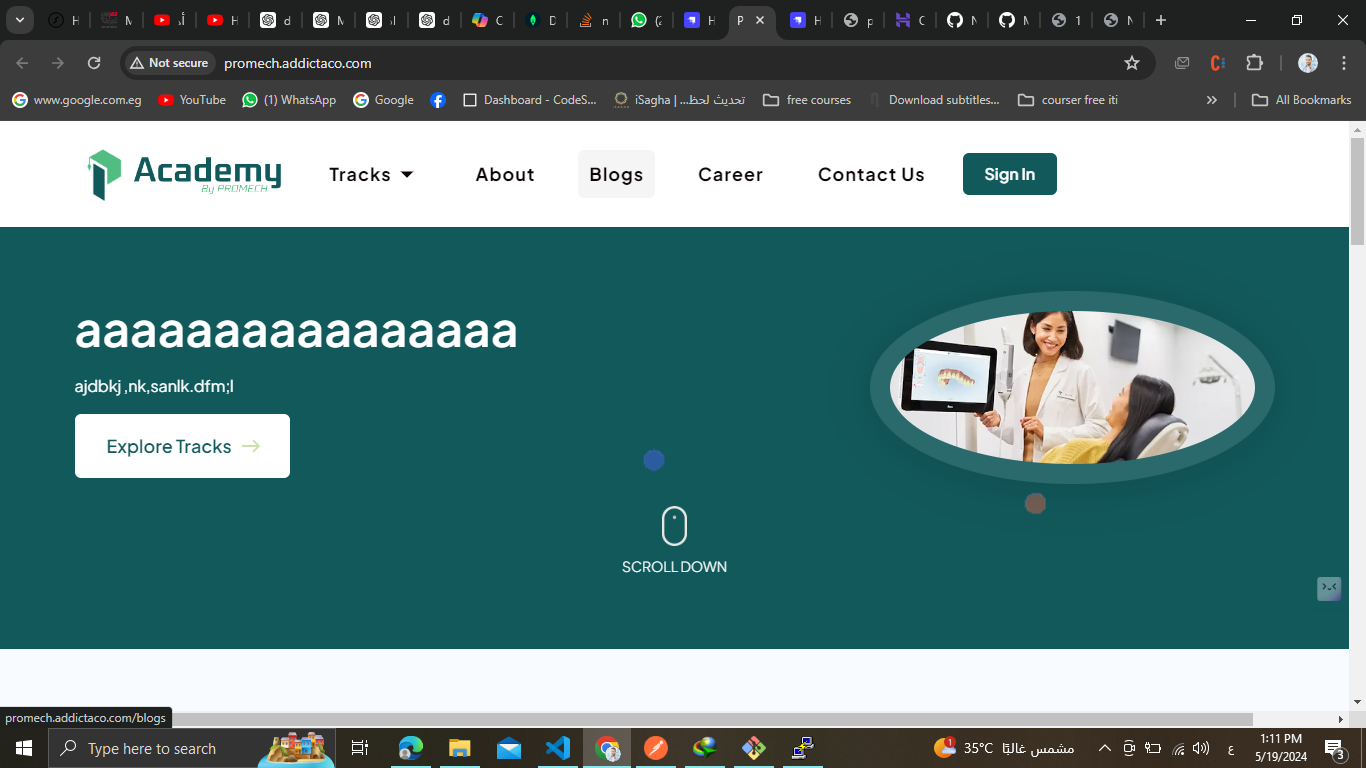 Not secure
promech.addictaco.com
www.google.com.eg
YouTube
(1) WhatsApp
Google
Dashboard - CodeS...
iSagha | تحديث لحظ...
free courses
Download subtitles...
courser free iti
»
All Bookmarks
Academy
By PROMECH
Tracks
About
Blogs
Career
Contact Us
Sign In
aaaaaaaaaaaaaaaa
ajdbkj ,nk,sanlk.dfm;l
Explore Tracks
SCROLL DOWN
promech.addictaco.com/blogs
Type here to search
1
35°C
مشمس غالبًا
ع
1:11 PM
5/19/2024
3